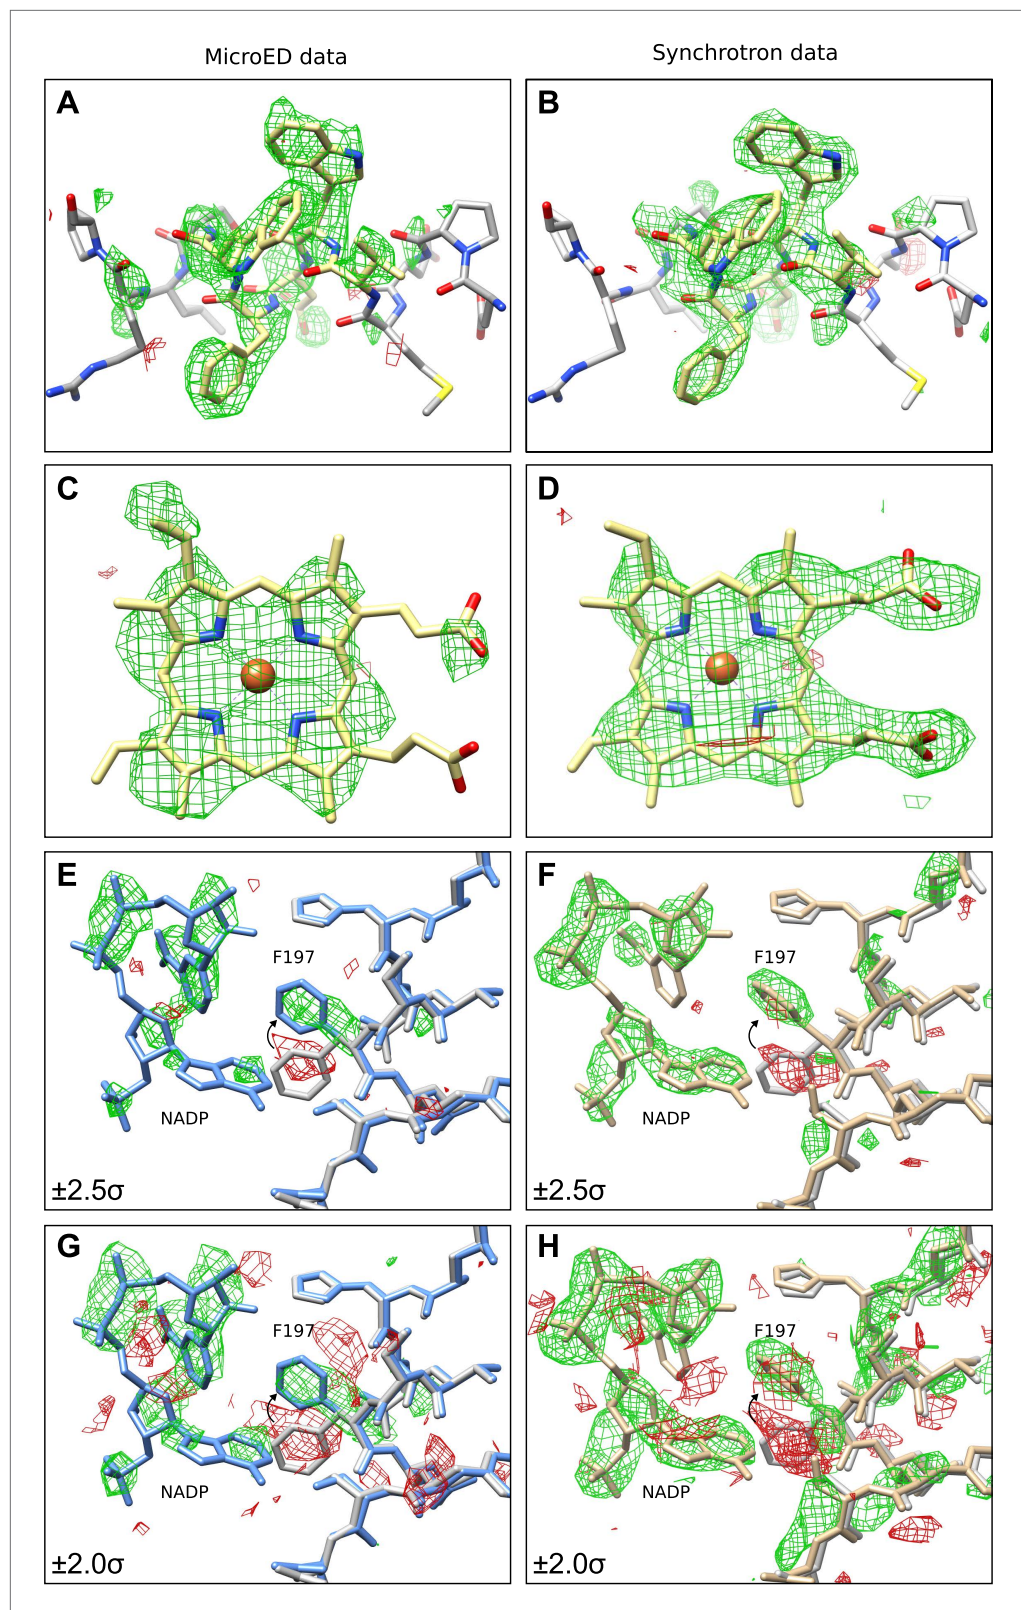 MicroED data
Synchrotron data
A
B
C
D
E
F197
NADP
±2.5σ
F
F197
NADP
±2.5σ
G
F197
NADP
±2.0σ
H
F197
NADP
±2.0σ